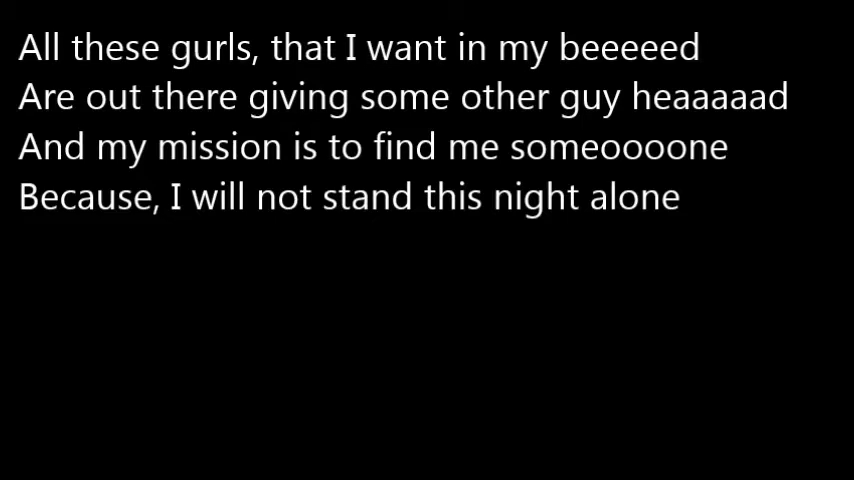 All these gurls, that I want in my beeeeed
Are out there giving some other guy heaaaaad
And my mission is to find me someoooone
Because, I will not stand this night alone